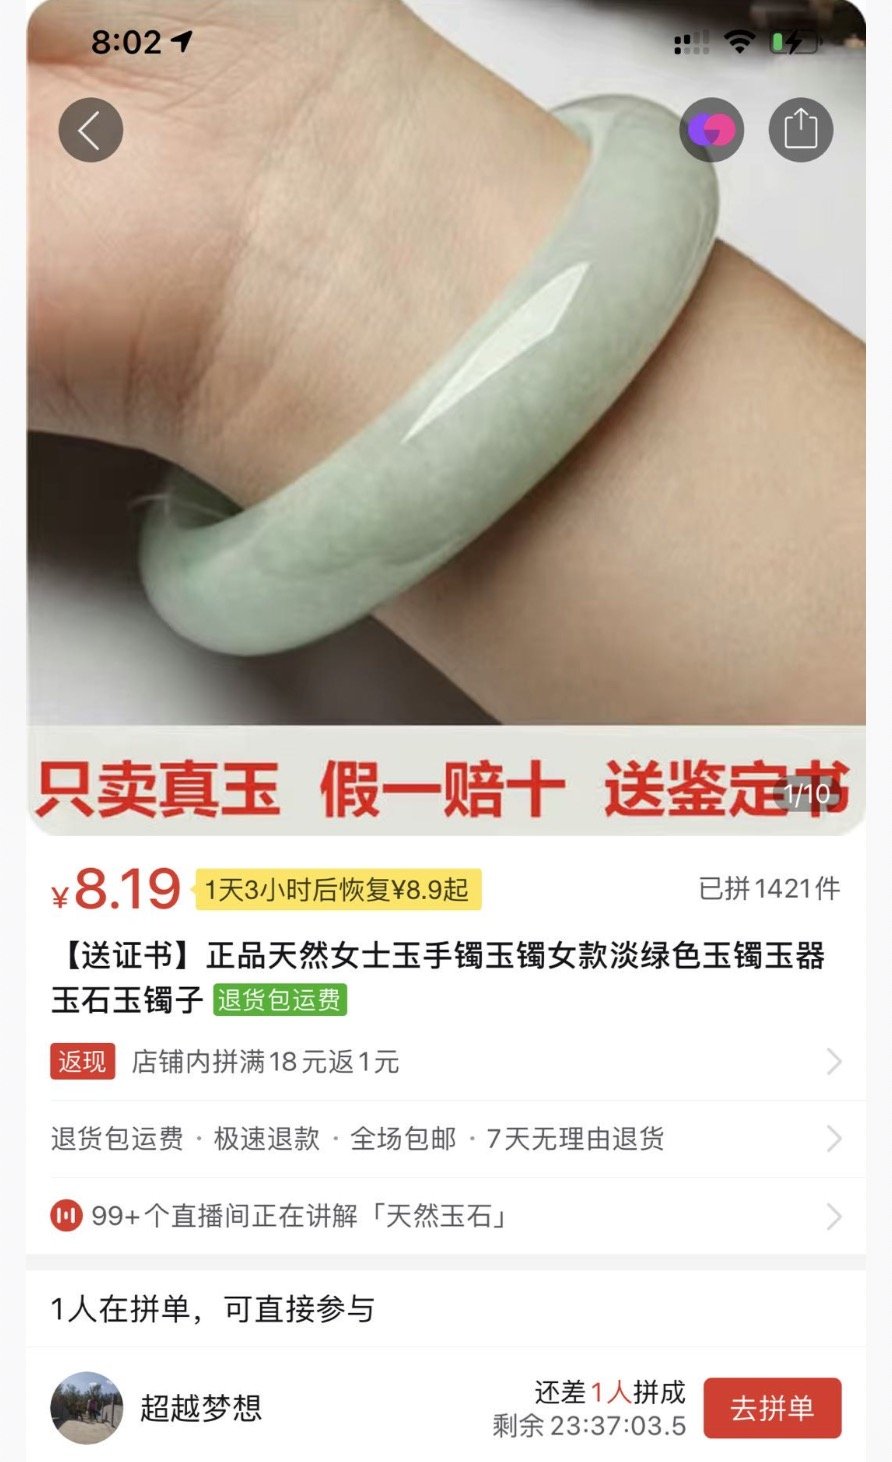 8:02
只卖真玉 假一赔十 送鉴定书
1/10
¥8.19 1天3小时后恢复¥8.9起 已拼1421件
【送证书】正品天然女士玉手镯玉镯女款淡绿色玉镯玉器
玉石玉镯子 退货包运费
返现 店铺内拼满18元返1元
退货包运费 · 极速退款 · 全场包邮 · 7天无理由退货
99+个直播间正在讲解「天然玉石」
1人在拼单，可直接参与
超越梦想 还差1人拼成 去拼单
剩余23:37:03.5